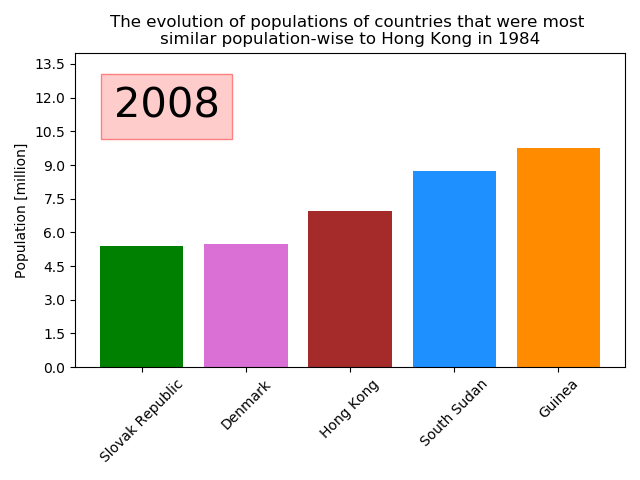 The evolution of populations of countries that were most
similar population-wise to Hong Kong in 1984
2008
Population [million]
13.5
12.0
10.5
9.0
7.5
6.0
4.5
3.0
1.5
0.0
Slovak Republic
Denmark
Hong Kong
South Sudan
Guinea